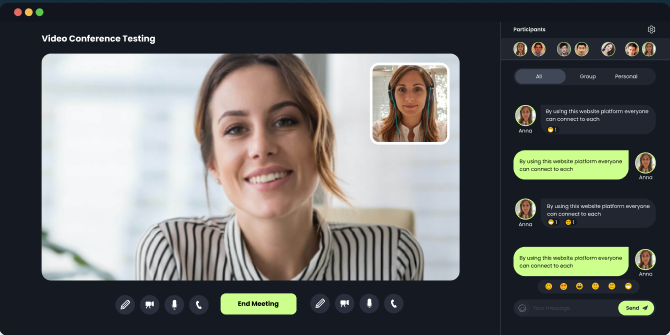 Participants
Video Conference Testing
All Group Personal
By using this website platform everyone
can connect to each
1
Anna
By using this website platform everyone
can connect to each
Anna
By using this website platform everyone
can connect to each
1 1
Anna
By using this website platform everyone
can connect to each
Anna
End Meeting
Your message
Send